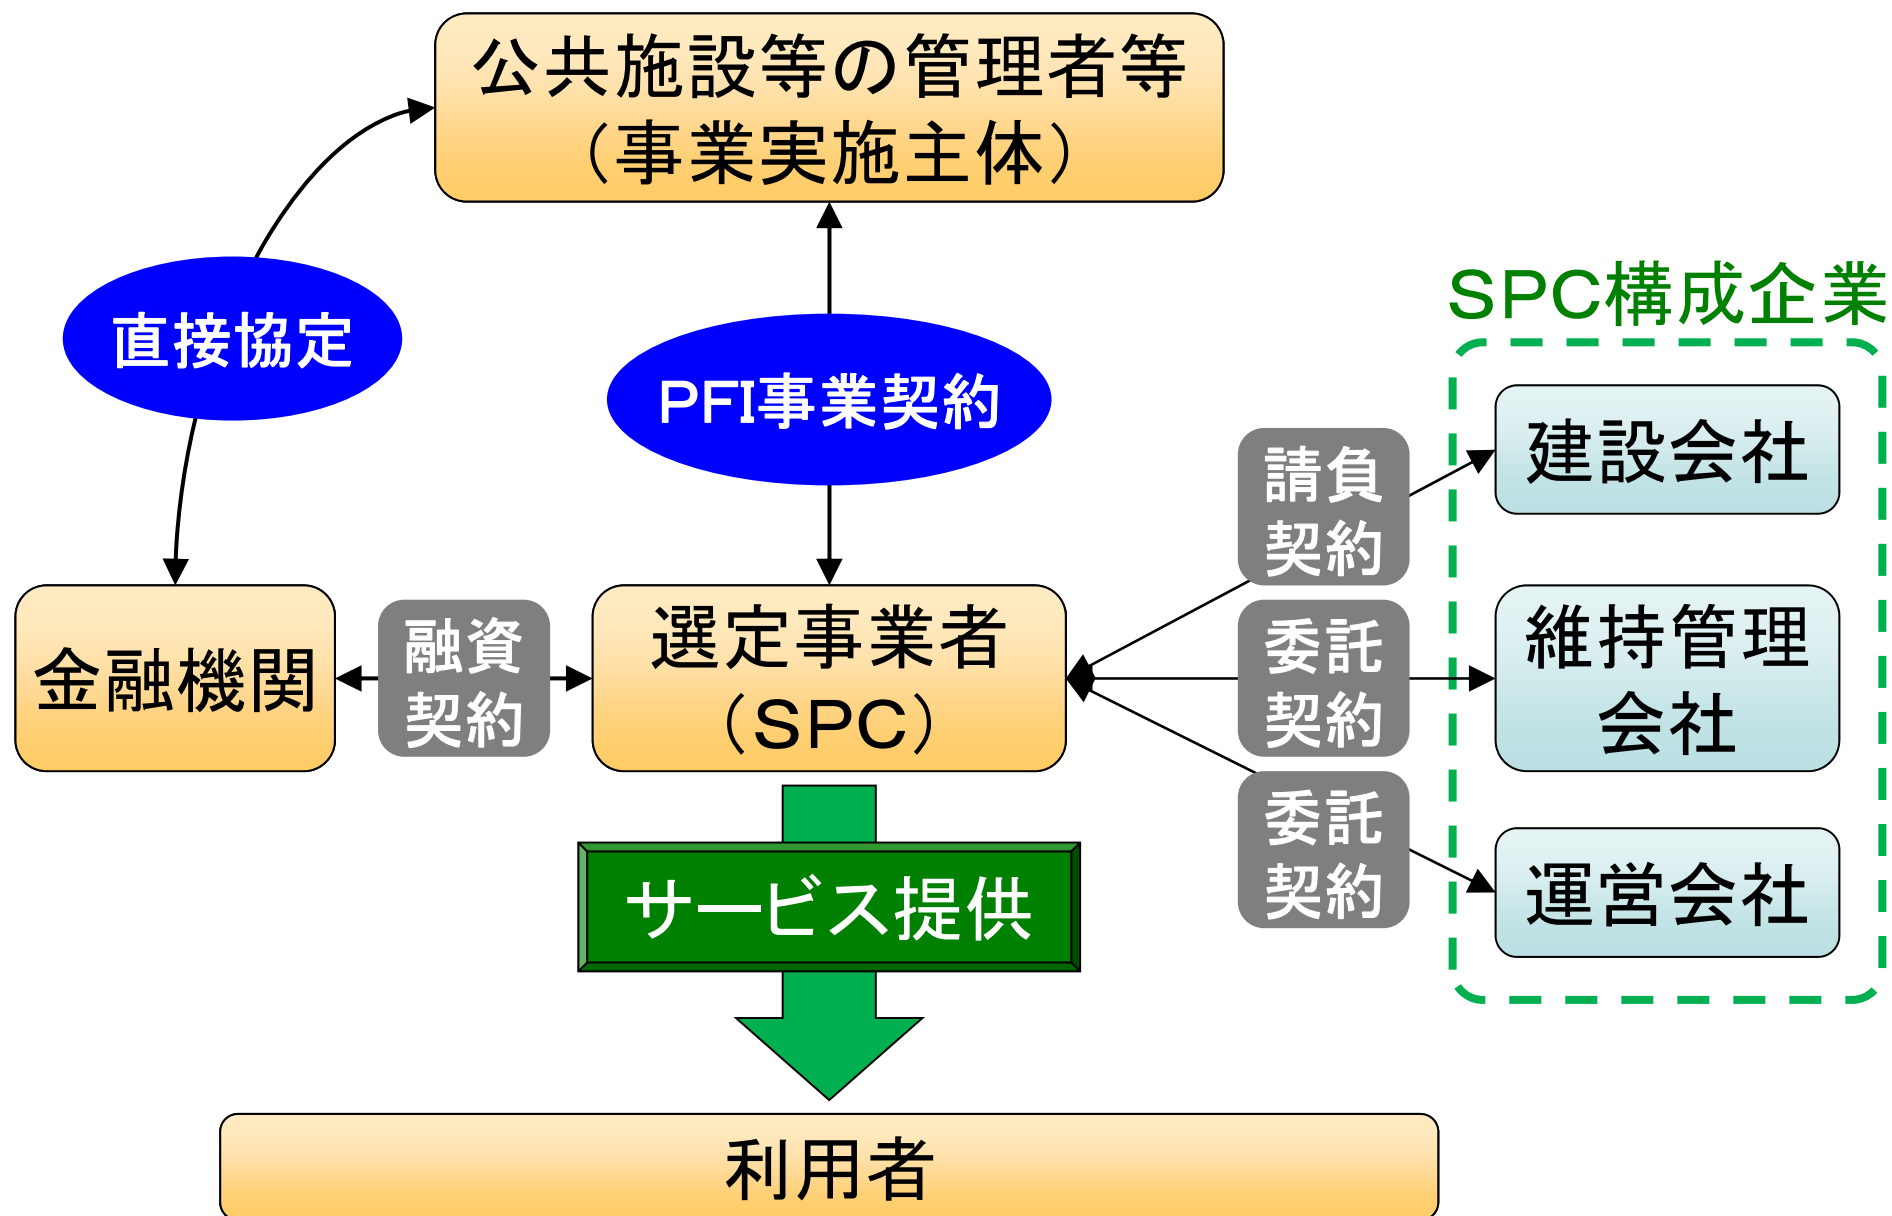 公共施設等の管理者等
（事業実施主体）
直接協定
PFI事業契約
SPC構成企業
請負
契約
建設会社
金融機関
融資
契約
選定事業者
（SPC）
委託
契約
維持管理
会社
委託
契約
運営会社
サービス提供
利用者